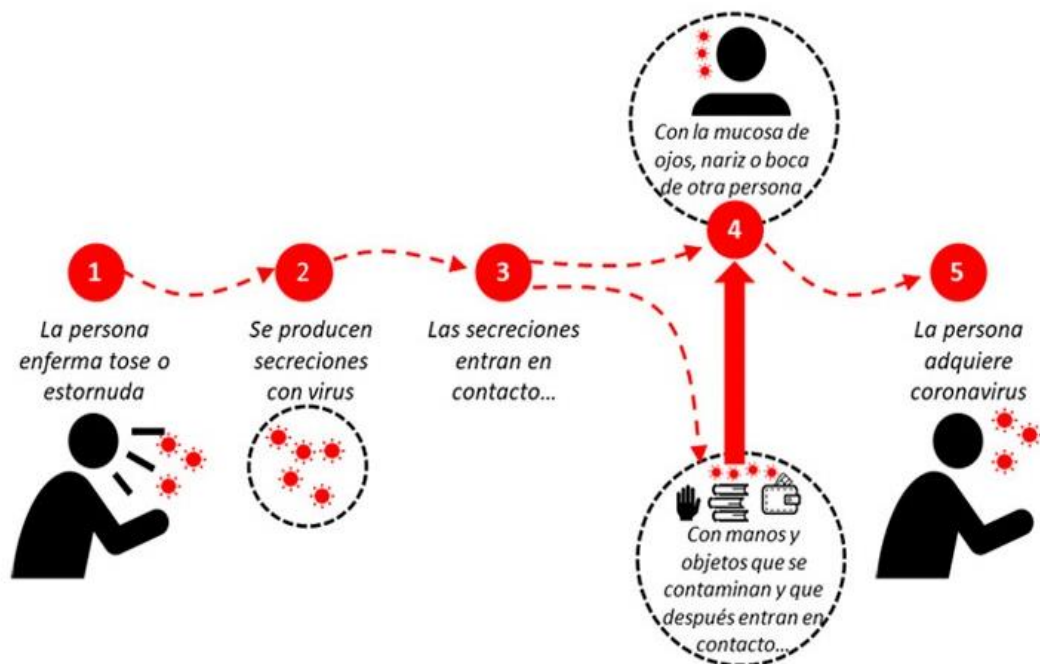 1
La persona
enferma tose o
estornuda
2
Se producen
secreciones
con virus
3
Las secreciones
entran en
contacto...
Con la mucosa de
ojos, nariz o boca
de otra persona
4
Con manos y
objetos que se
contaminan y que
después entran en
contacto...
5
La persona
adquiere
coronavirus